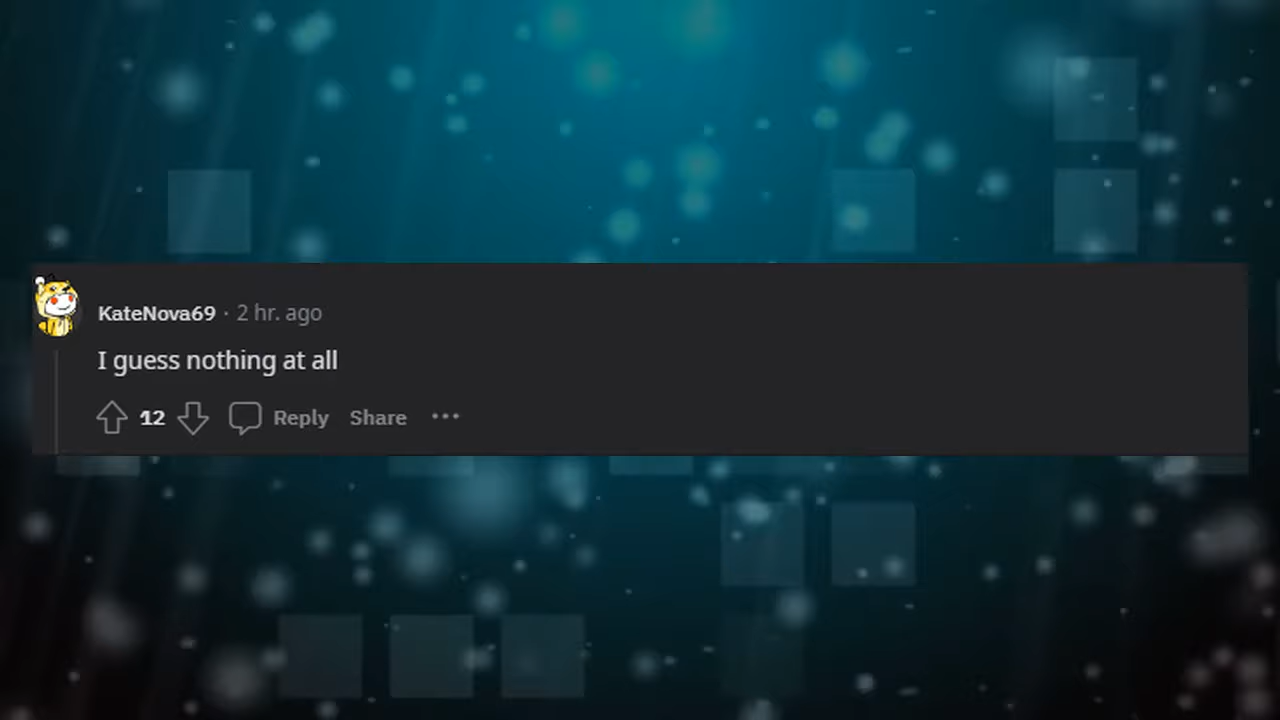 KateNova69 · 2 hr. ago
I guess nothing at all
12 Reply Share ···